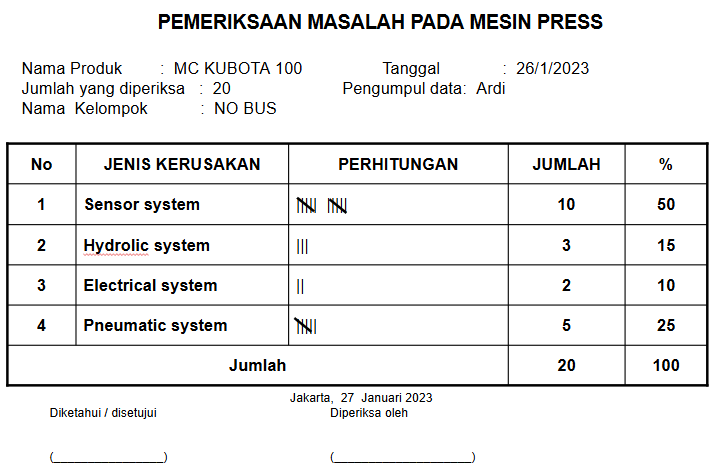 PEMERIKSAAN MASALAH PADA MESIN PRESS
Nama Produk : MC KUBOTA 100 Tanggal : 26/1/2023
Jumlah yang diperiksa : 20 Pengumpul data: Ardi
Nama Kelompok : NO BUS
No JENIS KERUSAKAN PERHITUNGAN JUMLAH %
1 Sensor system 10 50
2 Hydrolic system 3 15
3 Electrical system 2 10
4 Pneumatic system 5 25
Jumlah 20 100
Jakarta, 27 Januari 2023
Diketahui / disetujui Diperiksa oleh
(________________) (____________________)